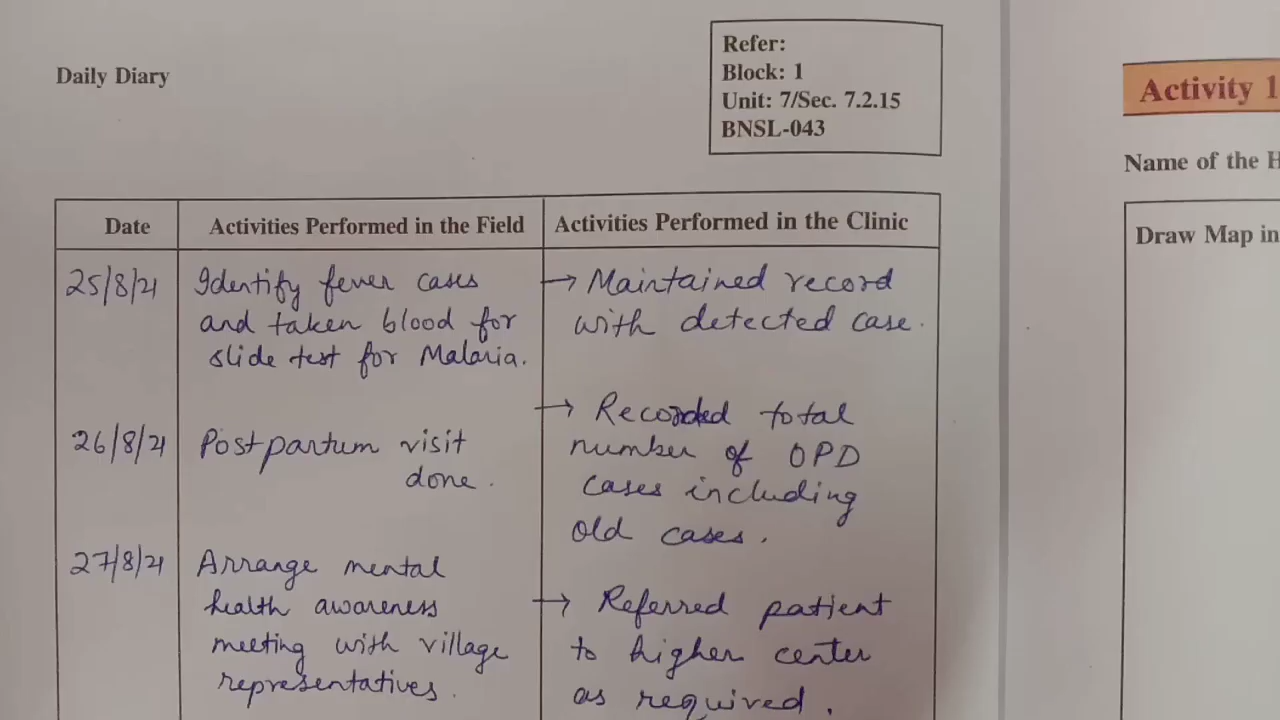 Daily Diary
Refer:
Block: 1
Unit: 7/Sec. 7.2.15
BNSL-043
Date
Activities Performed in the Field
Activities Performed in the Clinic
25/8/21
Identify fever cases
and taken blood for
slide test for Malaria.
→ Maintained record
with detected case.
26/8/21
Postpartum visit
done.
→ Recorded total
number of OPD
cases including
old cases.
27/8/21
Arrange mental
health awareness
meeting with village
representatives.
→ Referred patient
to higher center
as required.
Activity 1
Name of the H
Draw Map in